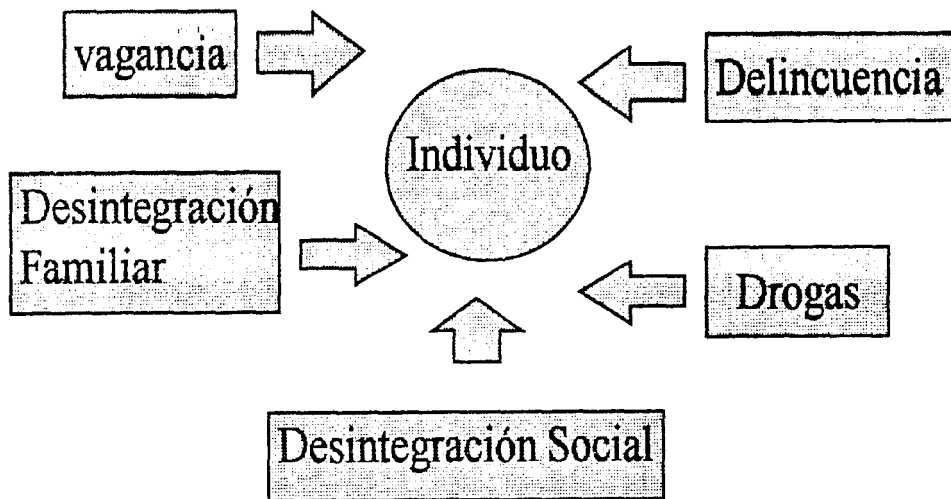 vagancia
Delincuencia
Individuo
Desintegración
Familiar
Drogas
Desintegración Social